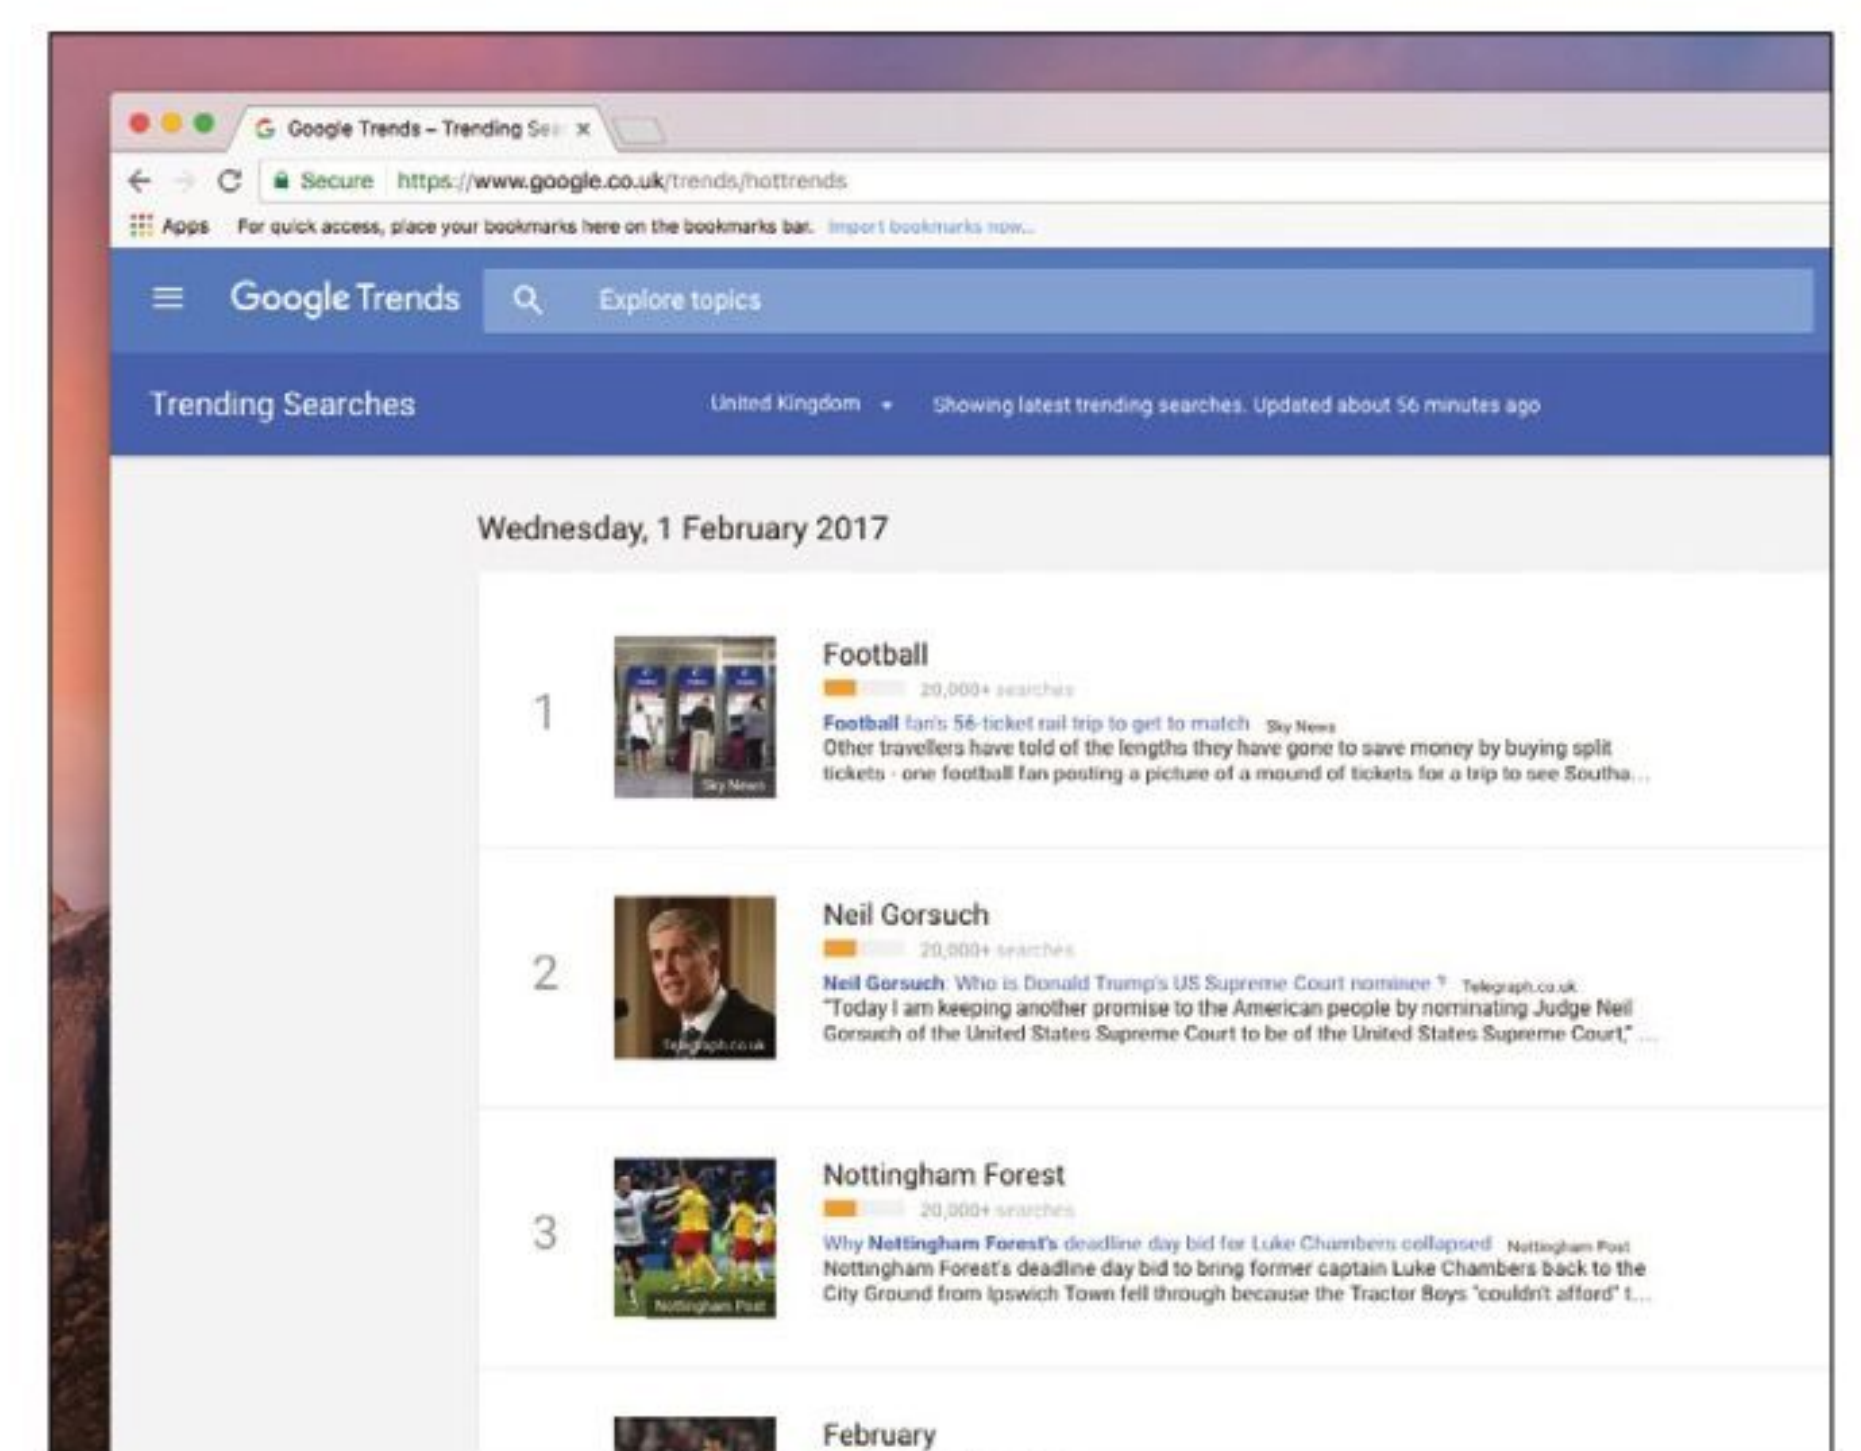 Google Trends – Trending Sea
Secure https://www.google.co.uk/trends/hottrends
Apps For quick access, place your bookmarks here on the bookmarks bar. Import bookmarks now...
Google Trends Explore topics
Trending Searches United Kingdom Showing latest trending searches. Updated about 56 minutes ago
Wednesday, 1 February 2017
1
Sky News
Football
20,000+ searches
Football fan's 56-ticket rail trip to get to match Sky News
Other travellers have told of the lengths they have gone to save money by buying split
tickets - one football fan posting a picture of a mound of tickets for a trip to see Southa...
2
Telegraph.co.uk
Neil Gorsuch
20,000+ searches
Neil Gorsuch: Who is Donald Trump's US Supreme Court nominee ? Telegraph.co.uk
"Today I am keeping another promise to the American people by nominating Judge Neil
Gorsuch of the United States Supreme Court to be of the United States Supreme Court," ...
3
Nottingham Post
Nottingham Forest
20,000+ searches
Why Nottingham Forest's deadline day bid for Luke Chambers collapsed Nottingham Post
Nottingham Forest's deadline day bid to bring former captain Luke Chambers back to the
City Ground from Ipswich Town fell through because the Tractor Boys "couldn't afford" t...
February